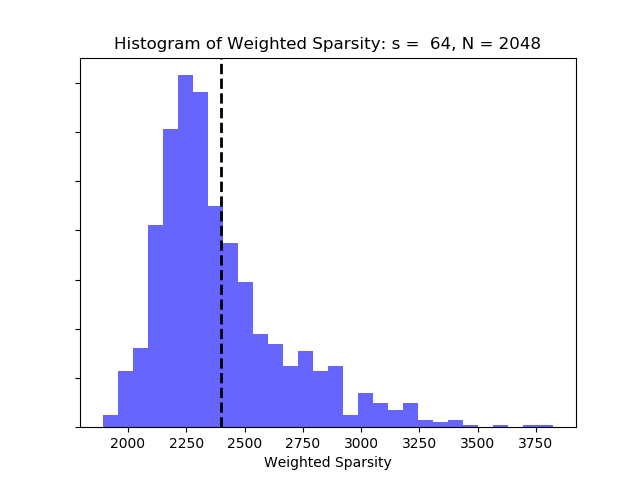 Histogram of Weighted Sparsity: s =  64, N = 2048
2000 2250 2500 2750 3000 3250 3500 3750
Weighted Sparsity